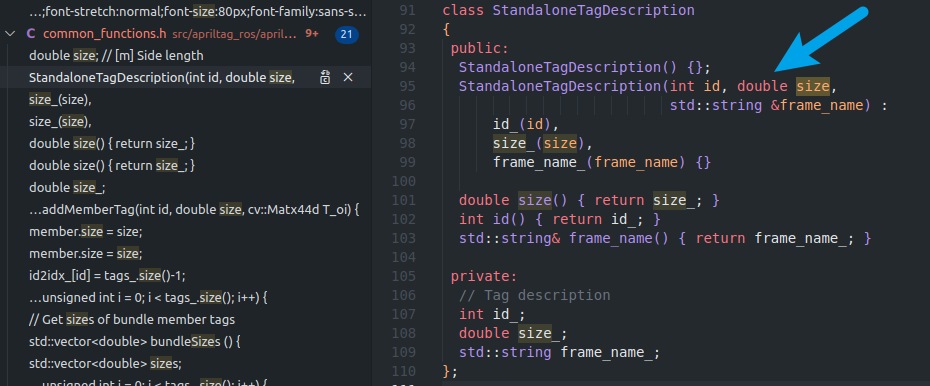 …;font-stretch:normal;font-size:80px;font-family:sans-s...
common_functions.h src/apriltag_ros/april... 9+ 21
double size; // [m] Side length
StandaloneTagDescription(int id, double size,
size_(size),
size_(size),
double size() { return size_; }
double size() { return size_; }
double size_;
…addMemberTag(int id, double size, cv::Matx44d T_oi) {
member.size = size;
member.size = size;
id2idx_[id] = tags_.size()-1;
…unsigned int i = 0; i < tags_.size(); i++) {
// Get sizes of bundle member tags
std::vector<double> bundleSizes () {
std::vector<double> sizes;
…unsigned int i = 0; i < tags_.size(); i++) {
91 class StandaloneTagDescription
92 {
93 public:
94 StandaloneTagDescription() {};
95 StandaloneTagDescription(int id, double size,
96 std::string &frame_name) :
97 id_(id),
98 size_(size),
99 frame_name_(frame_name) {}
100
101 double size() { return size_; }
102 int id() { return id_; }
103 std::string& frame_name() { return frame_name_; }
104
105 private:
106 // Tag description
107 int id_;
108 double size_;
109 std::string frame_name_;
110 };